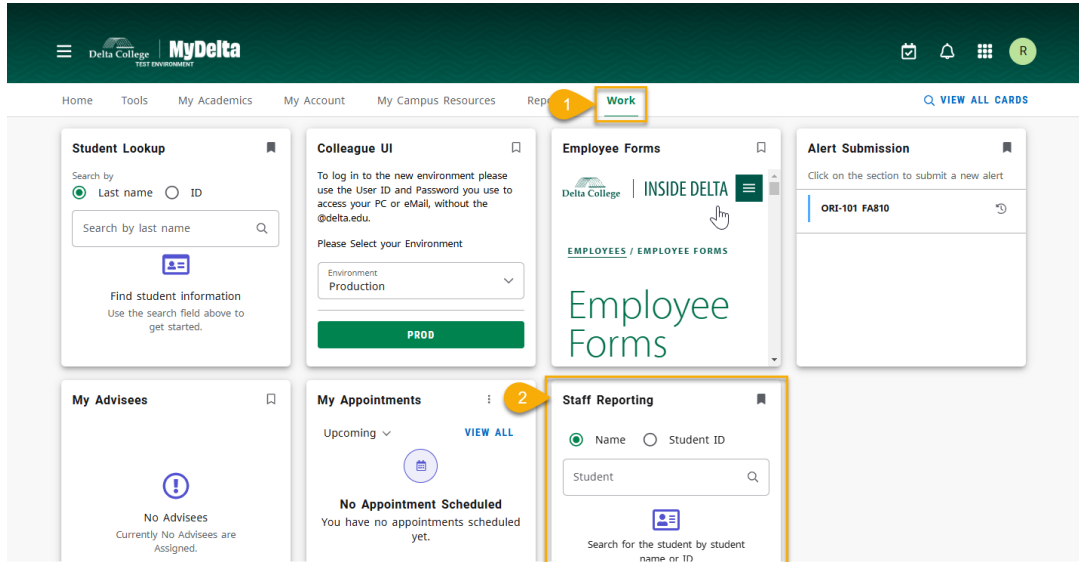 Delta College
MyDelta
TEST ENVIRONMENT
R
Home Tools My Academics My Account My Campus Resources Repo 1 Work
VIEW ALL CARDS
Student Lookup
Search by
Last name ID
Search by last name
Find student information
Use the search field above to
get started.
Colleague UI
To log in to the new environment please
use the User ID and Password you use to
access your PC or eMail, without the
@delta.edu.
Please Select your Environment
Environment
Production
PROD
Employee Forms
Delta College INSIDE DELTA
EMPLOYEES / EMPLOYEE FORMS
Employee
Forms
Alert Submission
Click on the section to submit a new alert
ORI-101 FA810
My Advisees
No Advisees
Currently No Advisees are
Assigned.
My Appointments
Upcoming VIEW ALL
No Appointment Scheduled
You have no appointments scheduled
yet.
2
Staff Reporting
Name Student ID
Student
Search for the student by student
name or ID